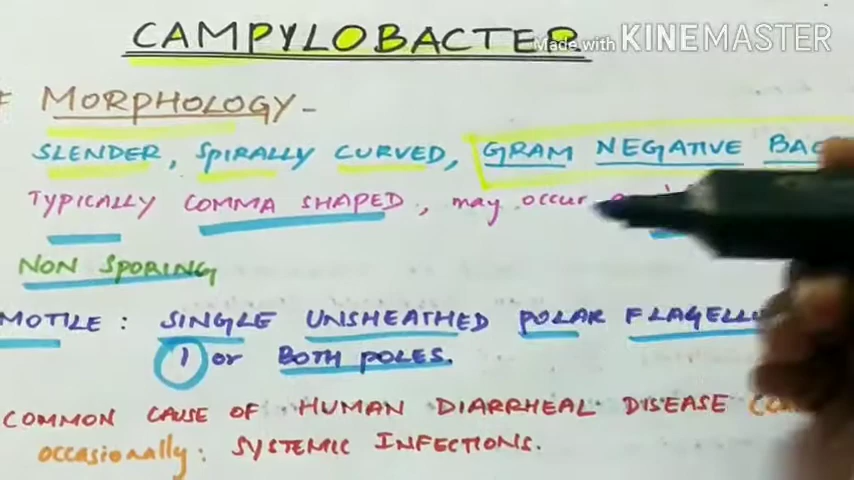 CAMPYLOBACTER
Made with KINEMASTER
MORPHOLOGY -
SLENDER, SPIRALLY CURVED, GRAM NEGATIVE BAC
TYPICALLY COMMA SHAPED, may occur
NON SPORING
MOTILE : SINGLE UNSHEATHED POLAR FLAGELLU
1 or BOTH POLES.
COMMON CAUSE OF HUMAN DIARRHEAL DISEASE
occasionally: SYSTEMIC INFECTIONS.